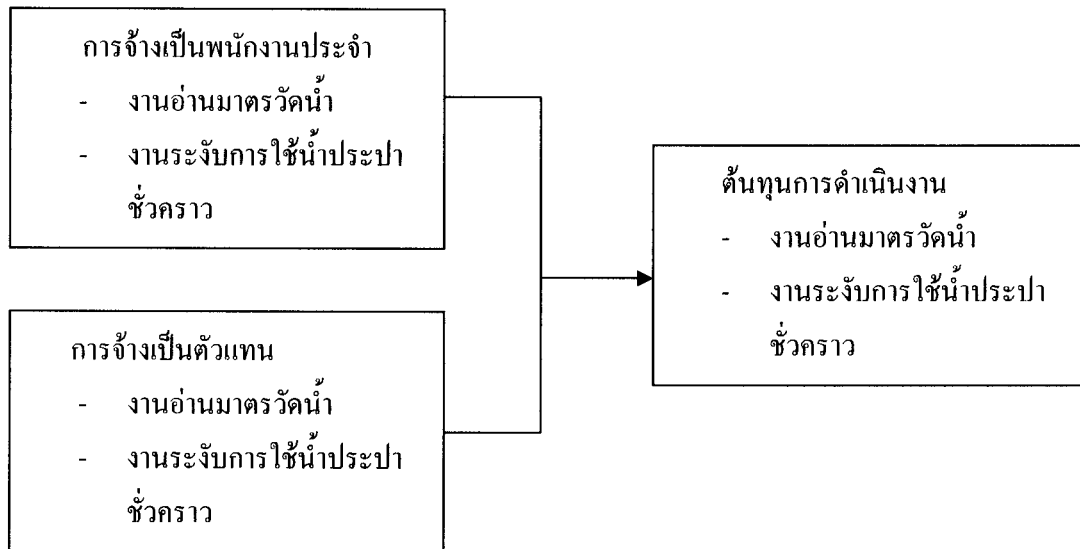 การจ้างเป็นพนักงานประจำ
- งานอ่านมาตรวัดน้ำ
- งานระงับการใช้น้ำประปา
ชั่วคราว
การจ้างเป็นตัวแทน
- งานอ่านมาตรวัดน้ำ
- งานระงับการใช้น้ำประปา
ชั่วคราว
ต้นทุนการดำเนินงาน
- งานอ่านมาตรวัดน้ำ
- งานระงับการใช้น้ำประปา
ชั่วคราว